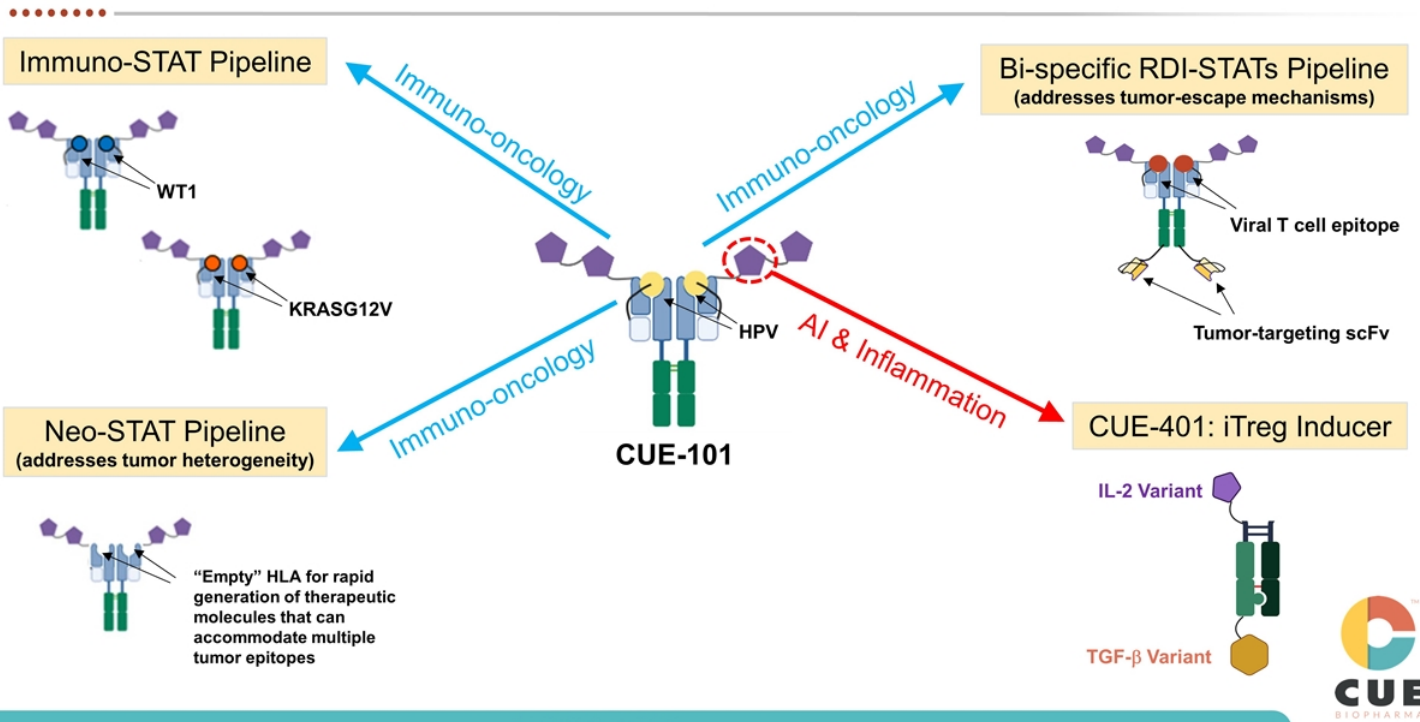 Immuno-STAT Pipeline
WT1
KRASG12V
Immuno-oncology
Immuno-oncology
Bi-specific RDI-STATs Pipeline
(addresses tumor-escape mechanisms)
Viral T cell epitope
Tumor-targeting scFv
HPV
CUE-101
Immuno-oncology
AI & Inflammation
Neo-STAT Pipeline
(addresses tumor heterogeneity)
“Empty” HLA for rapid
generation of therapeutic
molecules that can
accommodate multiple
tumor epitopes
CUE-401: iTreg Inducer
IL-2 Variant
TGF-β Variant
TM
CUE
BIOPHARMA